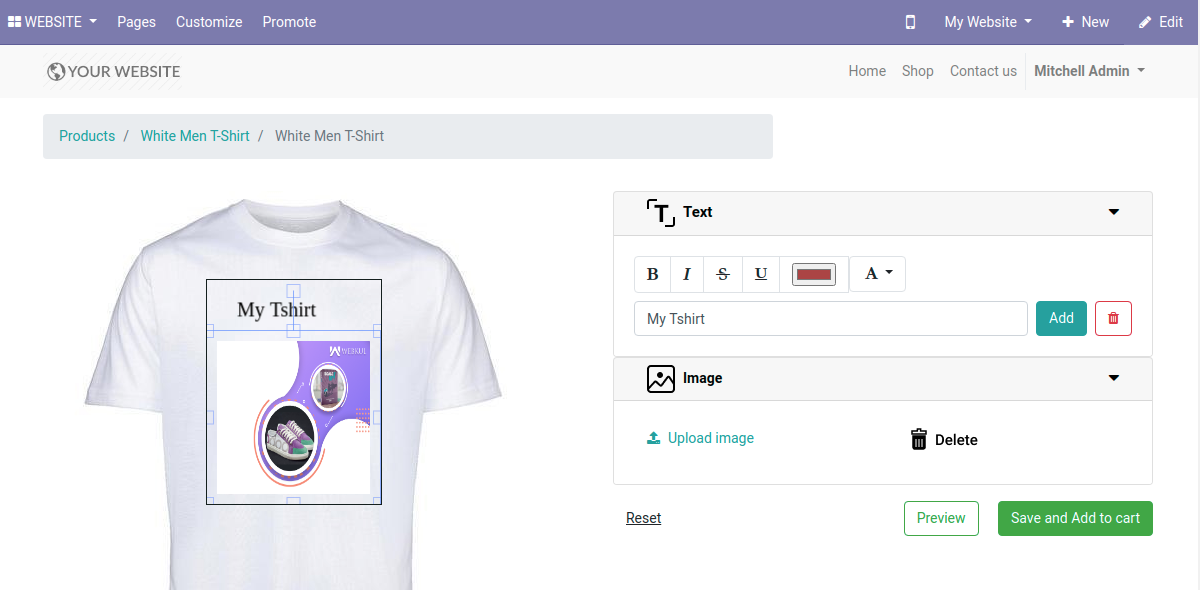 WEBSITE Pages Customize Promote My Website New Edit
YOUR WEBSITE Home Shop Contact us Mitchell Admin
Products / White Men T-Shirt / White Men T-Shirt
My Tshirt
WEBKUL
Text
B I S U A
My Tshirt Add
Image
Upload image Delete
Reset Preview Save and Add to cart